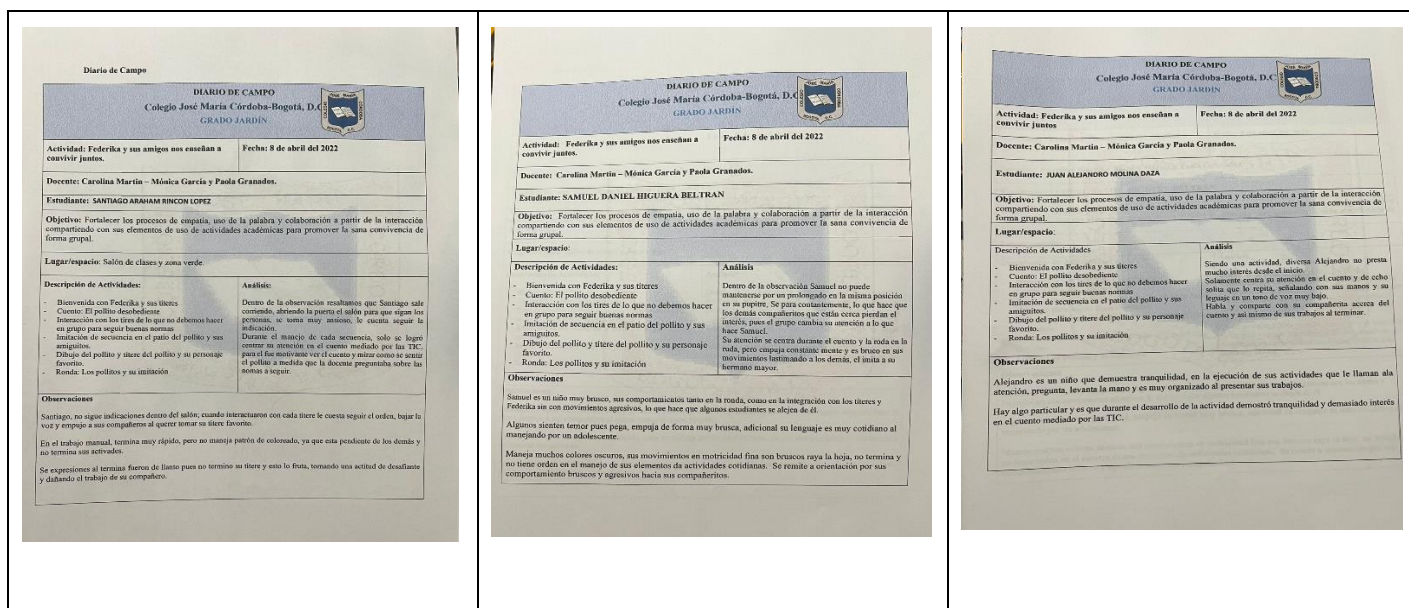 Diario de Campo
DIARIO DE CAMPO
Colegio José María Córdoba-Bogotá, D.C
GRADO JARDÍN
Actividad: Federika y sus amigos nos enseñan a
convivir juntos.
Fecha: 8 de abril del 2022
Docente: Carolina Martin – Mónica García y Paola Granados.
Estudiante: SANTIAGO ARAHAM RINCON LOPEZ
Objetivo: Fortalecer los procesos de empatía, uso de la palabra y colaboración a partir de la interacción
compartiendo con sus elementos de uso de actividades académicas para promover la sana convivencia de
forma grupal.
Lugar/espacio: Salón de clases y zona verde.
Descripción de Actividades:
- Bienvenida con Federika y sus títeres
- Cuento: El pollito desobediente
- Interacción con los tires de lo que no debemos hacer
en grupo para seguir buenas normas
- Imitación de secuencia en el patio del pollito y sus
amiguitos.
- Dibujo del pollito y títere del pollito y su personaje
favorito.
- Ronda: Los pollitos y su imitación
Análisis:
Dentro de la observación resaltamos que Santiago sale
corriendo, abriendo la puerta el salón para que sigan los
personas, se torna muy ansioso, le cuenta seguir la
indicación.
Durante el manejo de cada secuencia, solo se logró
centrar su atención en el cuento mediado por las TIC,
para el fue motivante ver el cuento y mirar como se sentir
el pollito a medida que la docente preguntaba sobre las
nomas a seguir.
Observaciones
Santiago, no sigue indicaciones dentro del salón; cuando interactuaron con cada títere le cuesta seguir el orden, bajar la
voz y empujo a sus compañeros al querer tomar su títere favorito.
En el trabajo manual, termina muy rápido, pero no maneja patrón de coloreado, ya que esta pendiente de los demás y
no termina sus activades.
Se expresiones al termina fueron de llanto pues no termino su títere y esto lo frutra, tomando una actitud de desafiante
y dañando el trabajo de su compañero.
DIARIO DE CAMPO
Colegio José María Córdoba-Bogotá, D.C
GRADO JARDÍN
Actividad: Federika y sus amigos nos enseñan a
convivir juntos.
Fecha: 8 de abril del 2022
Docente: Carolina Martin – Mónica García y Paola Granados.
Estudiante: SAMUEL DANIEL HIGUERA BELTRAN
Objetivo: Fortalecer los procesos de empatía, uso de la palabra y colaboración a partir de la interacción
compartiendo con sus elementos de uso de actividades académicas para promover la sana convivencia de
forma grupal.
Lugar/espacio:
Descripción de Actividades:
- Bienvenida con Federika y sus títeres
- Cuento: El pollito desobediente
- Interacción con los tires de lo que no debemos hacer
en grupo para seguir buenas normas
- Imitación de secuencia en el patio del pollito y sus
amiguitos.
- Dibujo del pollito y títere del pollito y su personaje
favorito.
- Ronda: Los pollitos y su imitación
Análisis
Dentro de la observación Samuel no puede
mantenerse por un prolongado en la misma posición
en su pupitre, Se para contantemente, lo que hace que
los demás compañeritos que están cerca pierdan el
interés, pues el grupo cambia su atención a lo que
hace Samuel.
Su atención se centra durante el cuento y la roda en la
ruda, pero empuja constante mente y es bruco en sus
movimientos lastimando a los demás, el imita a su
hermano mayor.
Observaciones
Samuel es un niño muy brusco, sus comportamientos tanto en la ronda, como en la integración con los títeres y
Federika sin con movimientos agresivos, lo que hace que algunos estudiantes se alejen de él.
Algunos sienten temor pues pega, empuja de forma muy brusca, adicional su lenguaje es muy cotidiano al
manejando por un adolescente.
Maneja muchos colores oscuros, sus movimientos en motricidad fina son bruscos raya la hoja, no termina y
no tiene orden en el manejo de sus elementos da actividades cotidianas. Se remite a orientación por sus
comportamiento bruscos y agresivos hacia sus compañeritos.
DIARIO DE CAMPO
Colegio José María Córdoba-Bogotá, D.C
GRADO JARDÍN
Actividad: Federika y sus amigos nos enseñan a
convivir juntos
Fecha: 8 de abril del 2022
Docente: Carolina Martin – Mónica García y Paola Granados.
Estudiante: JUAN ALEJANDRO MOLINA DAZA
Objetivo: Fortalecer los procesos de empatía, uso de la palabra y colaboración a partir de la interacción
compartiendo con sus elementos de uso de actividades académicas para promover la sana convivencia de
forma grupal.
Lugar/espacio:
Descripción de Actividades
- Bienvenida con Federika y sus títeres
- Cuento: El pollito desobediente
- Interacción con los tires de lo que no debemos hacer
en grupo para seguir buenas normas
- Imitación de secuencia en el patio del pollito y sus
amiguitos.
- Dibujo del pollito y títere del pollito y su personaje
favorito.
- Ronda: Los pollitos y su imitación
Análisis
Siendo una actividad, diversa Alejandro no presta
mucho interés desde el inicio.
Solamente centra su atención en el cuento y de echo
solita que lo repita, señalando con sus manos y su
leguaje en un tono de voz muy bajo.
Habla y comparte con su compañerita acerca del
cuento y así mismo de sus trabajos al terminar.
Observaciones
Alejandro es un niño que demuestra tranquilidad, en la ejecución de sus actividades que le llaman ala
atención, pregunta, levanta la mano y es muy organizado al presentar sus trabajos.
Hay algo particular y es que durante el desarrollo de la actividad demostró tranquilidad y demasiado interés
en el cuento mediado por las TIC.